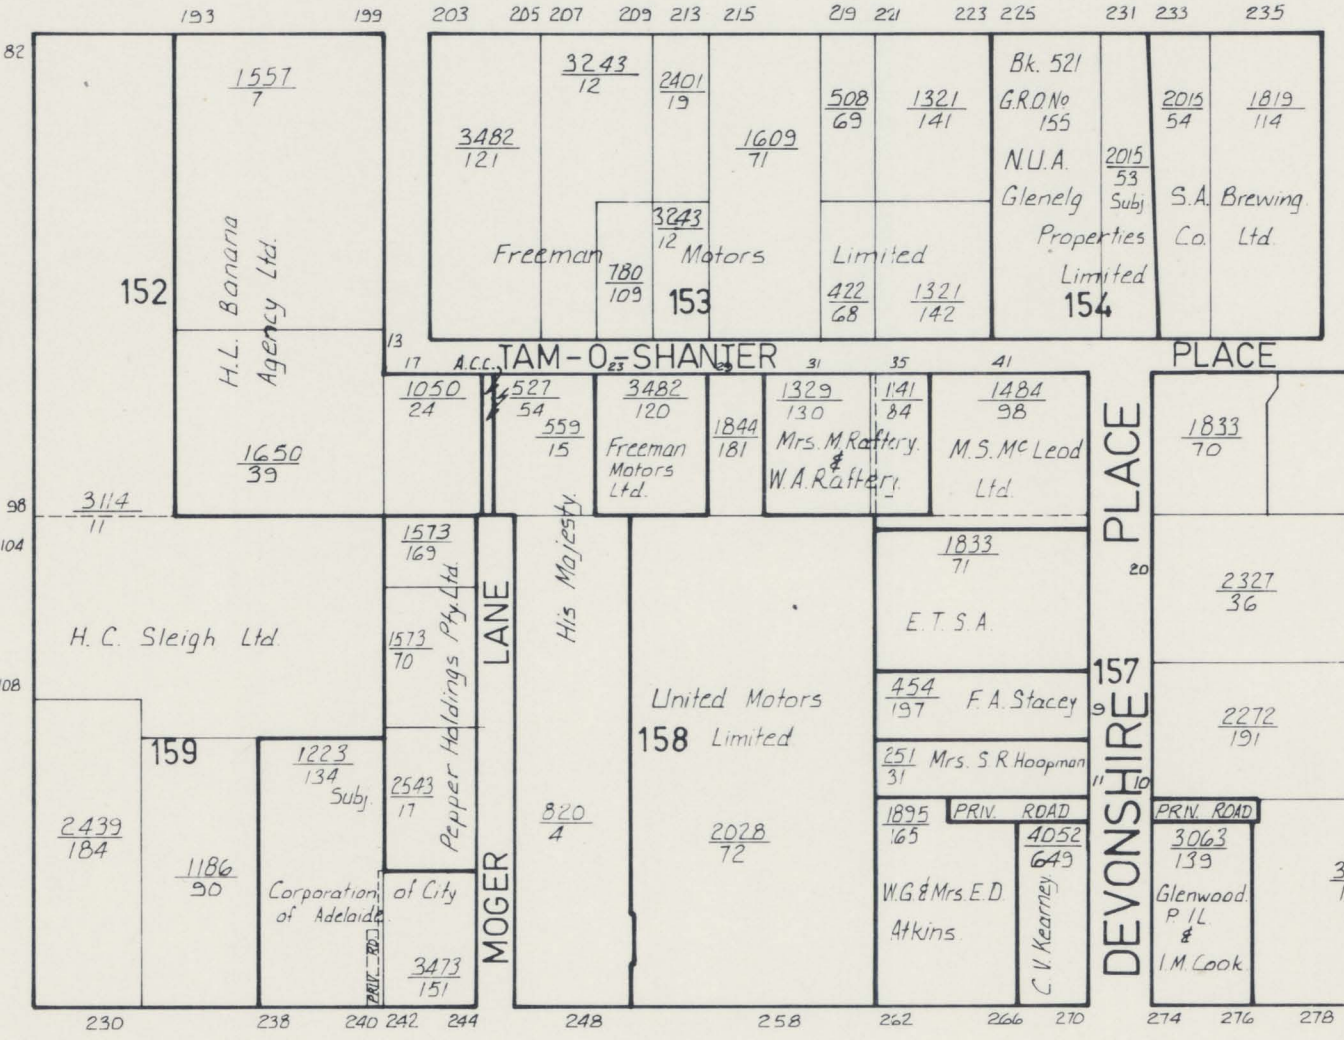 193 199 203 205 207 209 213 215 219 221 223 225 231 233 235
82
1557
7
3482
121
3243
12
2401
19
1609
71
508
69
1321
141
Bk. 521
G.R.O. No
155
N.U.A.
Glenelg
Properties
Limited
2015
53
Subj
2015
54
1819
114
S.A. Brewing
Co. Ltd.
3243
12
Freeman Motors Limited
780
109
422
68
1321
142
152
153
154
H.L. Banana
Agency Ltd.
13
TAM-O-SHANTER PLACE
17 A.C.C. 23 29 31 35 41
1050
24
527
54
559
15
3482
120
Freeman
Motors
Ltd.
1844
181
1329
130
1141
84
Mrs. M. Raftery
&
W.A. Raftery
1484
98
M.S. McLeod
Ltd.
1833
70
1650
39
98
3114
11
104
1573
169
His Majesty
1833
71
E.T.S.A.
20
2327
36
H. C. Sleigh Ltd.
1573
70
Pepper Holdings Pty. Ltd.
MOGER LANE
DEVONSHIRE PLACE
157
108
454
197
F. A. Stacey
9
2272
191
United Motors
Limited
158
159
1223
134
Subj.
2543
17
251
31
Mrs. S R Hoopman
11 10
1895
165
PRIV. ROAD
PRIV. ROAD
2439
184
820
4
2028
72
4052
649
3063
139
1186
90
Corporation of City
of Adelaide
W.G. & Mrs. E.D.
Atkins
C. V. Kearney
Glenwood
P. I L.
&
I. M. Cook
PRIV. RD.
3473
151
230 238 240 242 244 248 258 262 266 270 274 276 278